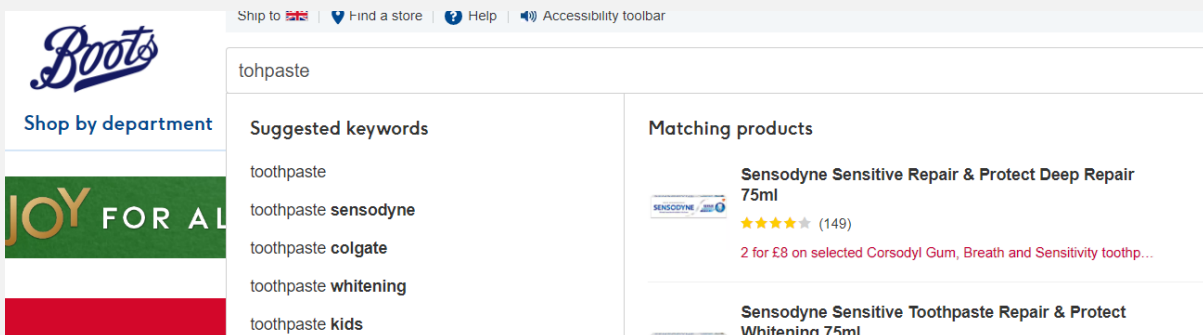 Ship to
Find a store
Help
Accessibility toolbar
Boots
tohpaste
Shop by department
Suggested keywords
toothpaste
toothpaste sensodyne
toothpaste colgate
toothpaste whitening
toothpaste kids
Matching products
Sensodyne Sensitive Repair & Protect Deep Repair
75ml
(149)
2 for £8 on selected Corsodyl Gum, Breath and Sensitivity toothp...
Sensodyne Sensitive Toothpaste Repair & Protect
Whitening 75ml
SENSODYNE
JOY FOR AL